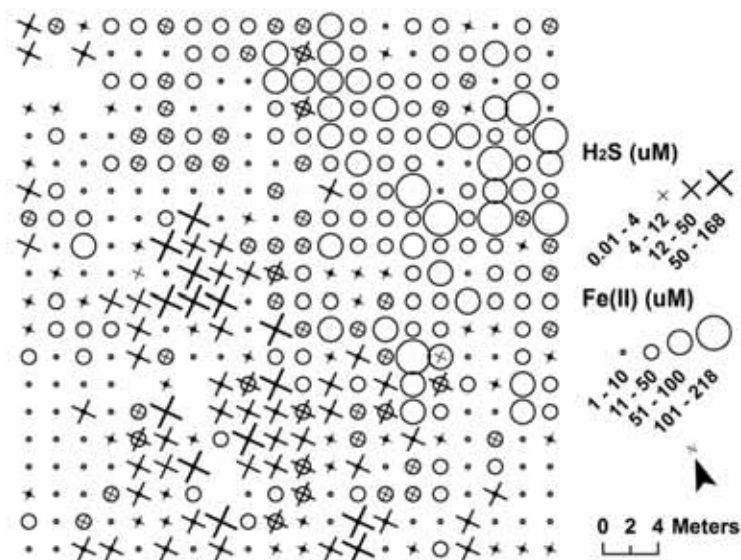 H₂S (uM)
0.01 - 4
4 - 12
12 - 50
50 - 168
Fe(II) (uM)
1 - 10
11 - 50
51 - 100
101 - 218
0 2 4 Meters